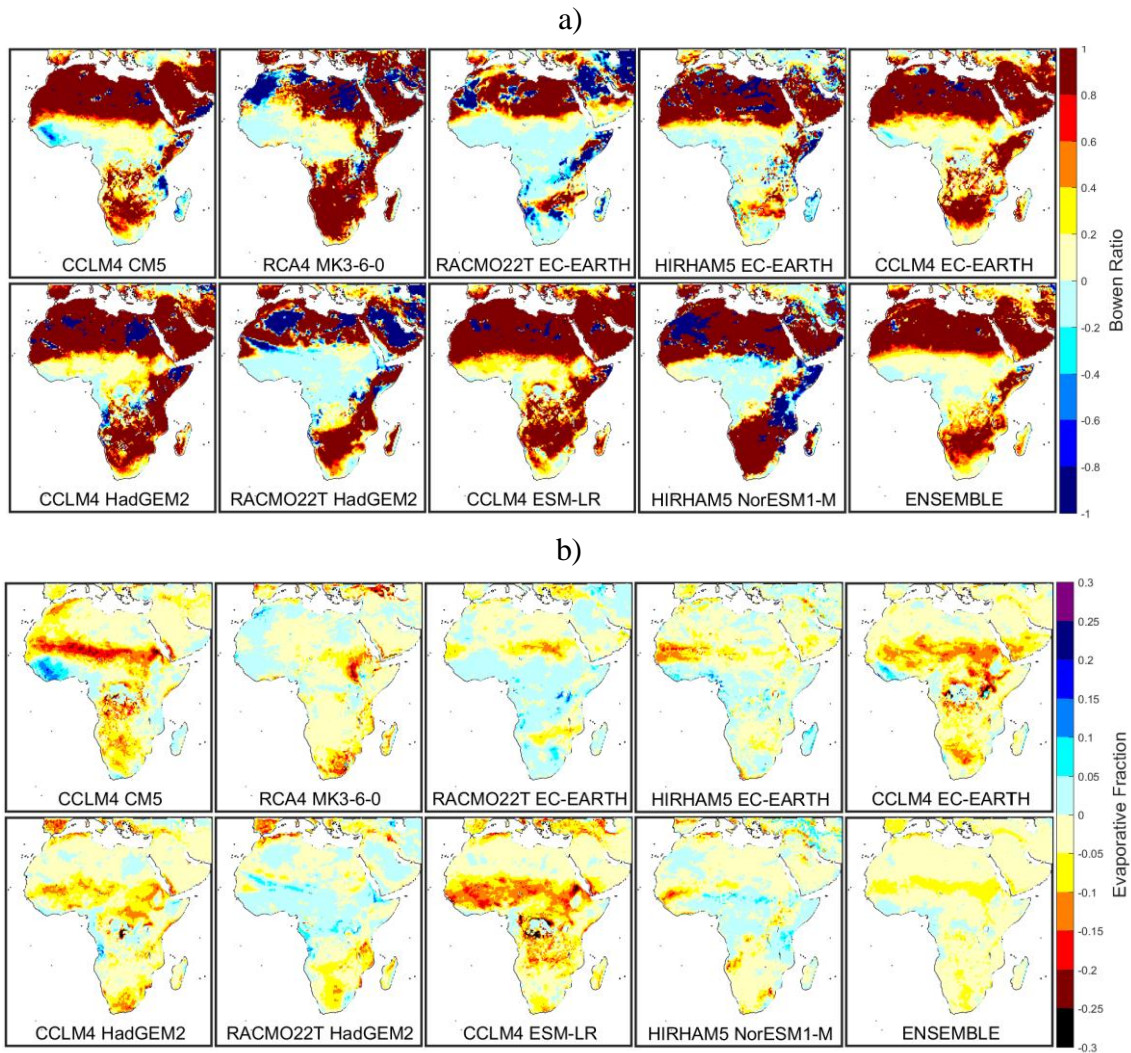 a)
CCLM4 CM5
RCA4 MK3-6-0
RACMO22T EC-EARTH
HIRHAM5 EC-EARTH
CCLM4 EC-EARTH
CCLM4 HadGEM2
RACMO22T HadGEM2
CCLM4 ESM-LR
HIRHAM5 NorESM1-M
ENSEMBLE
1
0.8
0.6
0.4
0.2
0
-0.2
-0.4
-0.6
-0.8
-1
Bowen Ratio
b)
CCLM4 CM5
RCA4 MK3-6-0
RACMO22T EC-EARTH
HIRHAM5 EC-EARTH
CCLM4 EC-EARTH
CCLM4 HadGEM2
RACMO22T HadGEM2
CCLM4 ESM-LR
HIRHAM5 NorESM1-M
ENSEMBLE
0.3
0.25
0.2
0.15
0.1
0.05
0
-0.05
-0.1
-0.15
-0.2
-0.25
-0.3
Evaporative Fraction